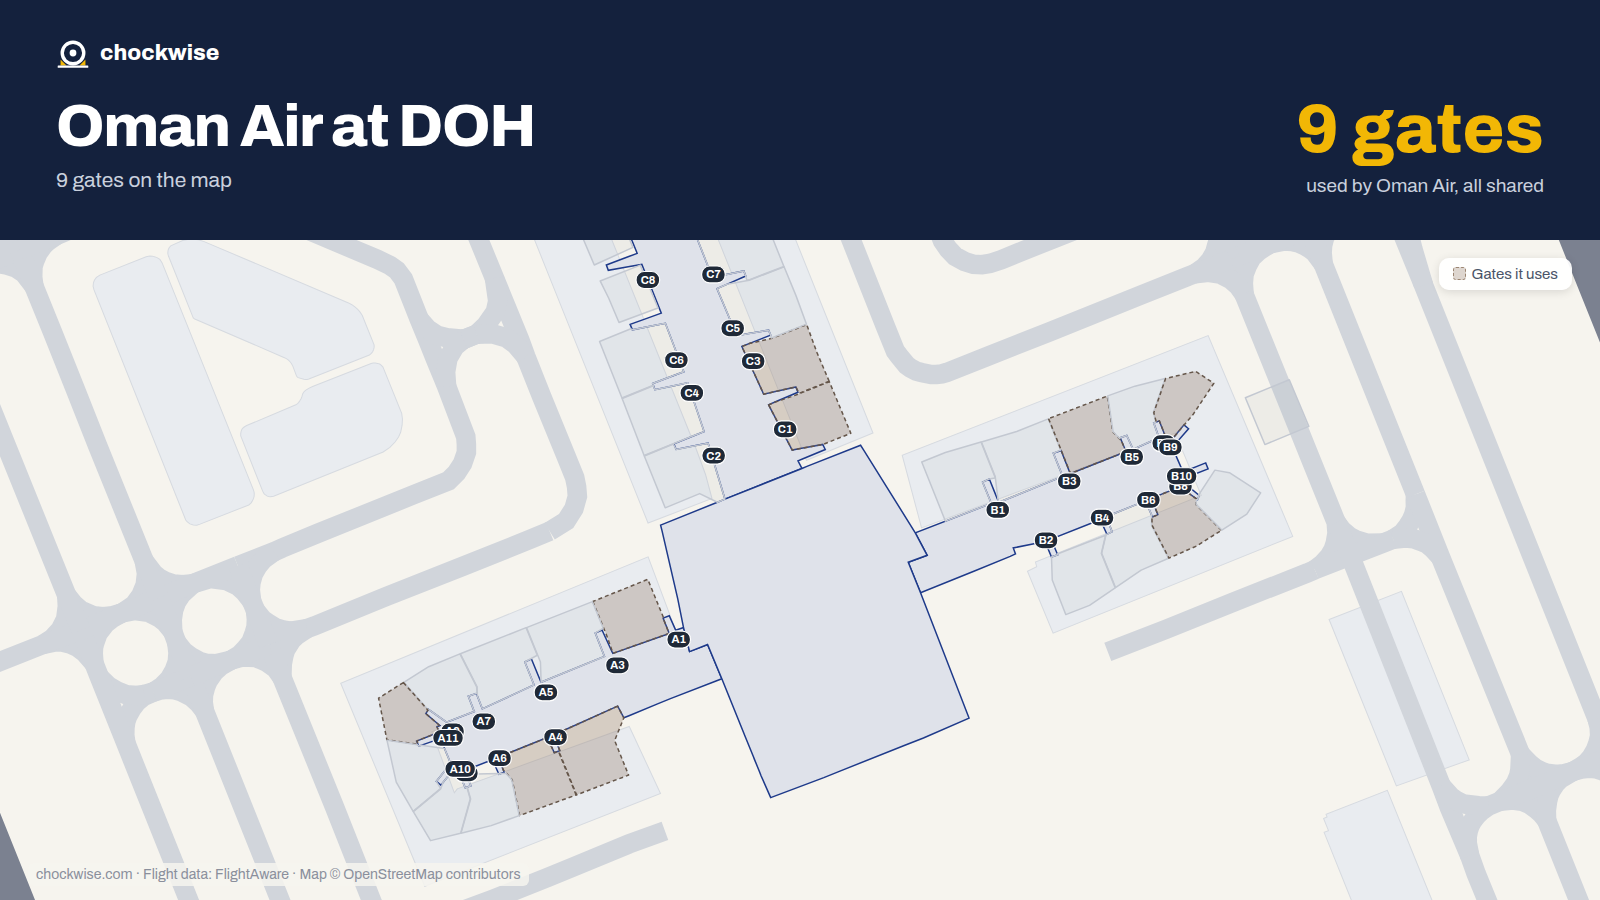 chockwise
Oman Air at DOH
9 gates on the map
9 gates
used by Oman Air, all shared
Gates it uses
C8
C7
C5
C6
C3
C4
C1
C2
B9
B5
B10
B3
B8
B6
B1
B4
B2
A1
A3
A5
A7
A11
A4
A6
A10
chockwise.com · Flight data: FlightAware · Map © OpenStreetMap contributors